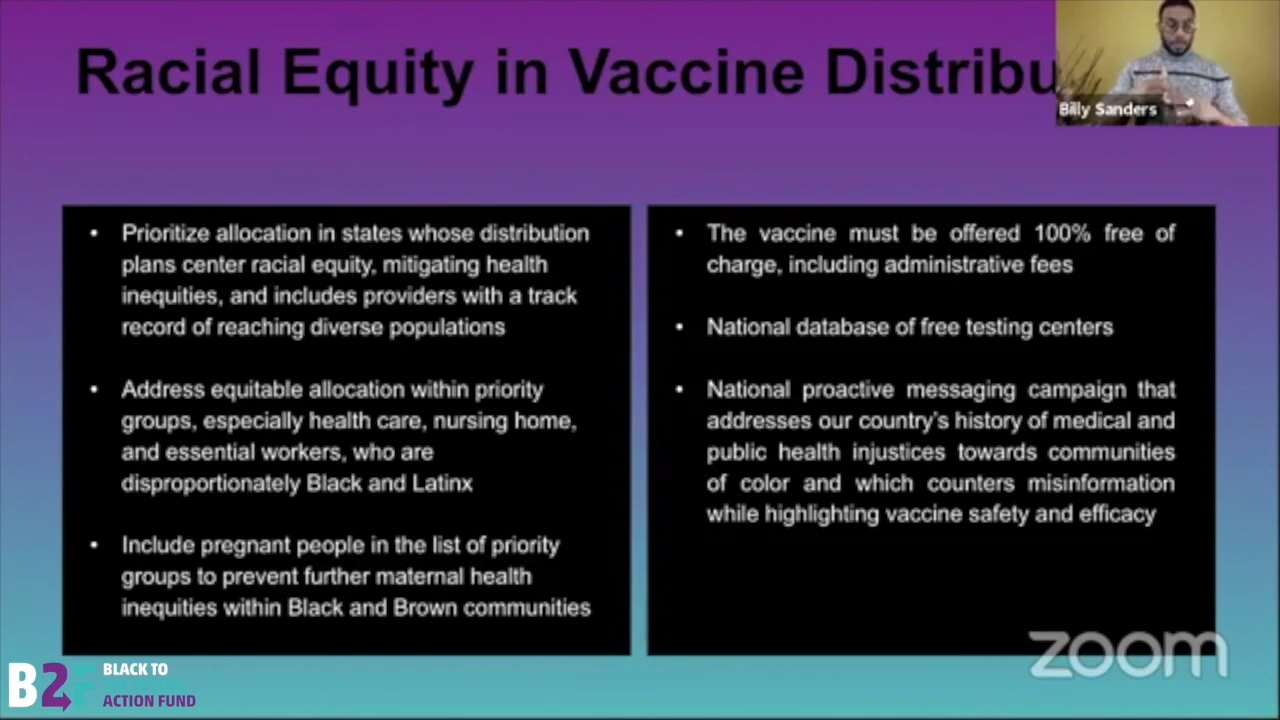 Racial Equity in Vaccine Distribu
Billy Sanders
• Prioritize allocation in states whose distribution
plans center racial equity, mitigating health
inequities, and includes providers with a track
record of reaching diverse populations
• Address equitable allocation within priority
groups, especially health care, nursing home,
and essential workers, who are
disproportionately Black and Latinx
• Include pregnant people in the list of priority
groups to prevent further maternal health
inequities within Black and Brown communities
• The vaccine must be offered 100% free of
charge, including administrative fees
• National database of free testing centers
• National proactive messaging campaign that
addresses our country's history of medical and
public health injustices towards communities
of color and which counters misinformation
while highlighting vaccine safety and efficacy
zoom
B2F
BLACK TO
ACTION FUND